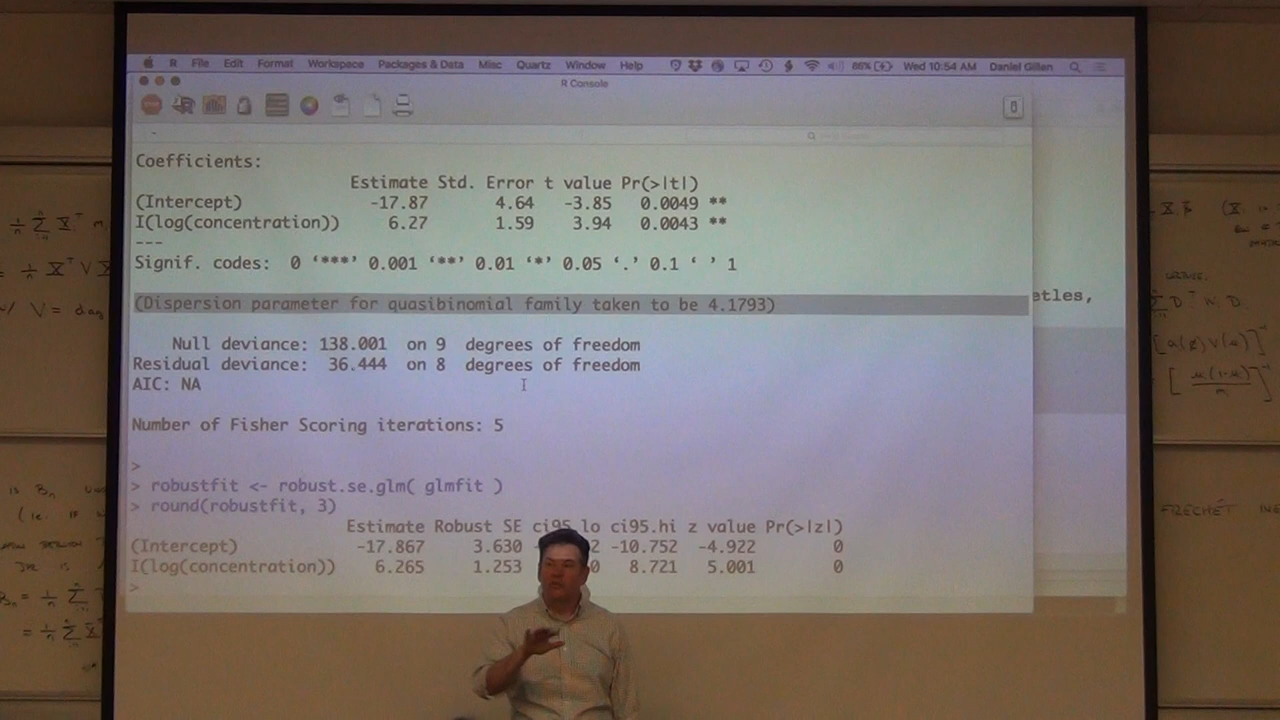 R File Edit Format Workspace Packages & Data Misc Quartz Window Help 86% Wed 10:54 AM Daniel Gillen
R Console
Coefficients:
Estimate Std. Error t value Pr(>|t|)
(Intercept) -17.87 4.64 -3.85 0.0049 **
I(log(concentration)) 6.27 1.59 3.94 0.0043 **
---
Signif. codes: 0 ‘***’ 0.001 ‘**’ 0.01 ‘*’ 0.05 ‘.’ 0.1 ‘ ’ 1
(Dispersion parameter for quasibinomial family taken to be 4.1793)
etles,
Null deviance: 138.001 on 9 degrees of freedom
Residual deviance: 36.444 on 8 degrees of freedom
AIC: NA
Number of Fisher Scoring iterations: 5
>
> robustfit <- robust.se.glm( glmfit )
> round(robustfit, 3)
Estimate Robust SE ci95.lo ci95.hi z value Pr(>|z|)
(Intercept) -17.867 3.630 2 -10.752 -4.922 0
I(log(concentration)) 6.265 1.253 0 8.721 5.001 0
>
FRECHET